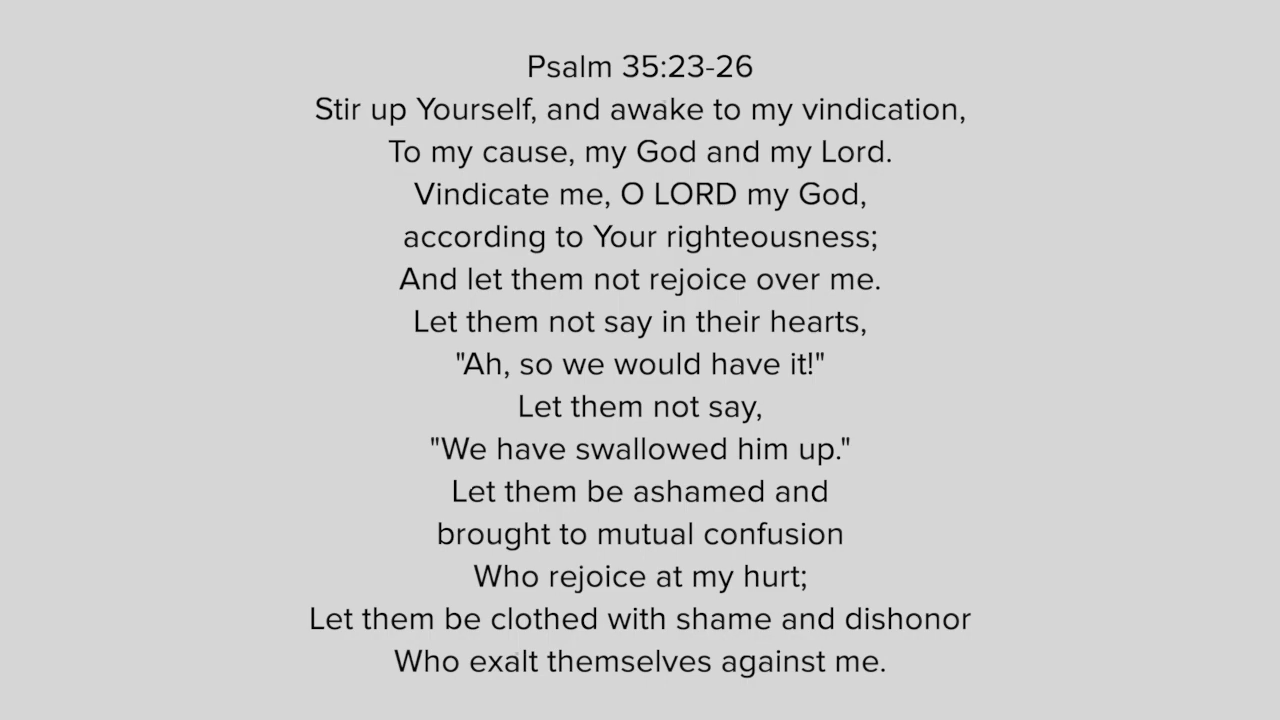 Psalm 35:23-26
Stir up Yourself, and awake to my vindication,
To my cause, my God and my Lord.
Vindicate me, O LORD my God,
according to Your righteousness;
And let them not rejoice over me.
Let them not say in their hearts,
"Ah, so we would have it!"
Let them not say,
"We have swallowed him up."
Let them be ashamed and
brought to mutual confusion
Who rejoice at my hurt;
Let them be clothed with shame and dishonor
Who exalt themselves against me.